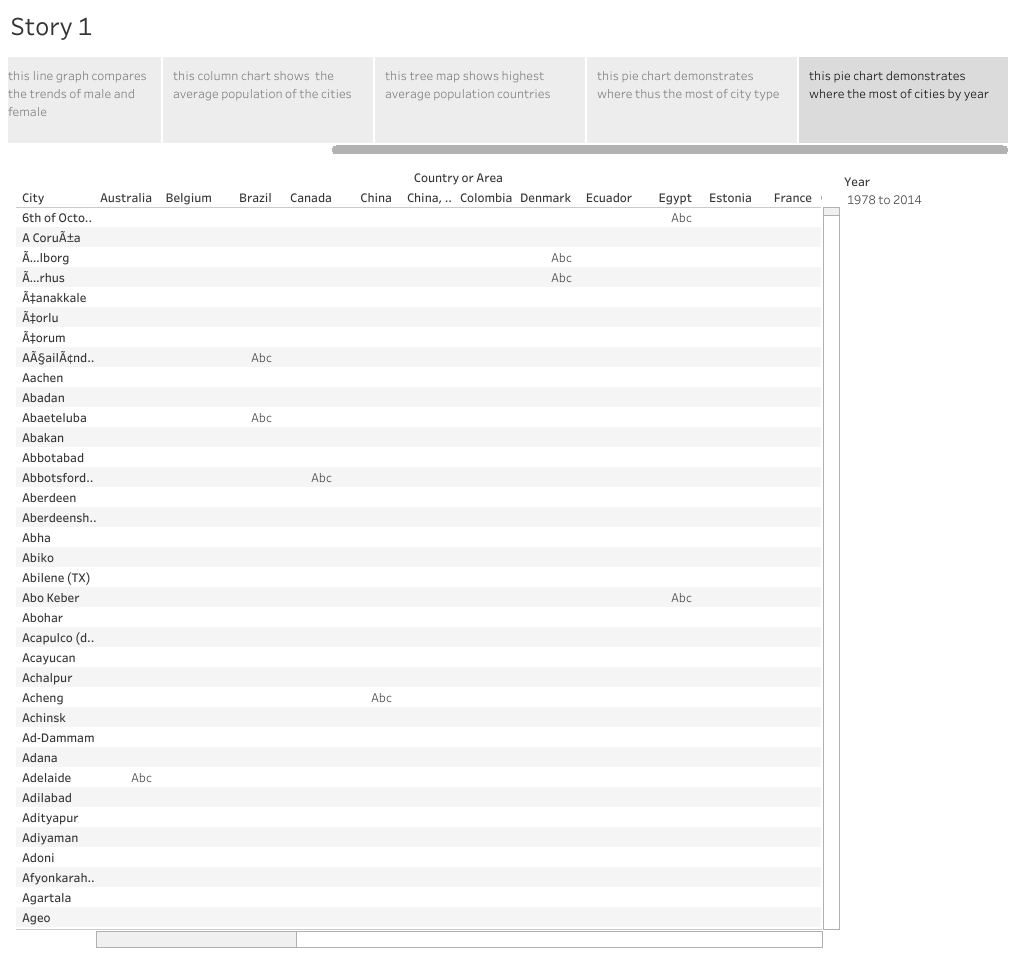 Story 1
this line graph compares
the trends of male and
female
this column chart shows  the
average population of the cities
this tree map shows highest
average population countries
this pie chart demonstrates
where thus the most of city type
this pie chart demonstrates
where the most of cities by year
Country or Area
City Australia Belgium Brazil Canada China China, .. Colombia Denmark Ecuador Egypt Estonia France
Year
1978 to 2014
6th of Octo.. Abc
A CoruÃ±a
Ã…lborg Abc
Ã…rhus Abc
Ã‡anakkale
Ã‡orlu
Ã‡orum
AÃ§ailÃ¢nd.. Abc
Aachen
Abadan
Abaeteluba Abc
Abakan
Abbotabad
Abbotsford.. Abc
Aberdeen
Aberdeensh..
Abha
Abiko
Abilene (TX)
Abo Keber Abc
Abohar
Acapulco (d..
Acayucan
Achalpur
Acheng Abc
Achinsk
Ad-Dammam
Adana
Adelaide Abc
Adilabad
Adityapur
Adiyaman
Adoni
Afyonkarah..
Agartala
Ageo